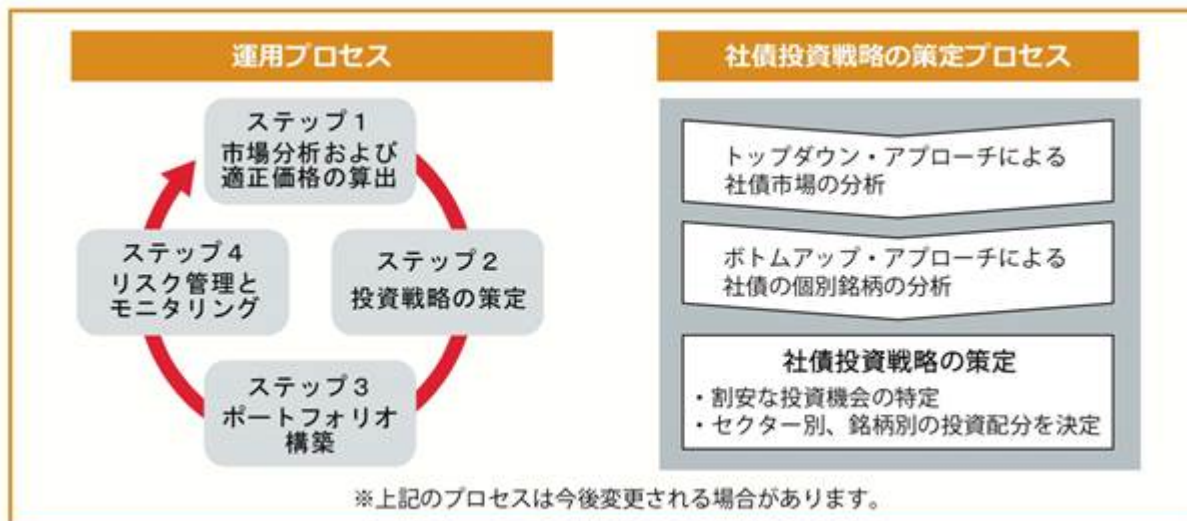 運用プロセス
ステップ1
市場分析および
適正価格の算出
ステップ2
投資戦略の策定
ステップ3
ポートフォリオ
構築
ステップ4
リスク管理と
モニタリング
社債投資戦略の策定プロセス
トップダウン・アプローチによる
社債市場の分析
ボトムアップ・アプローチによる
社債の個別銘柄の分析
社債投資戦略の策定
・割安な投資機会の特定
・セクター別、銘柄別の投資配分を決定
※上記のプロセスは今後変更される場合があります。